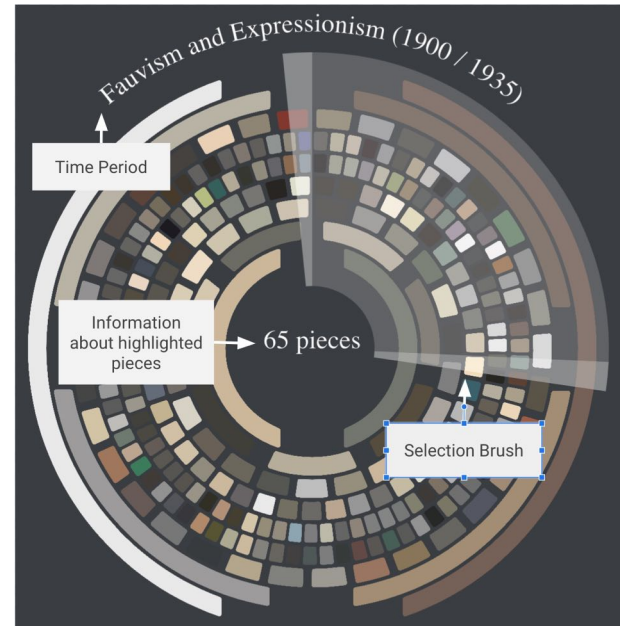 Fauvism and Expressionism (1900 / 1935)
Time Period
Information
about highlighted
pieces
65 pieces
Selection Brush